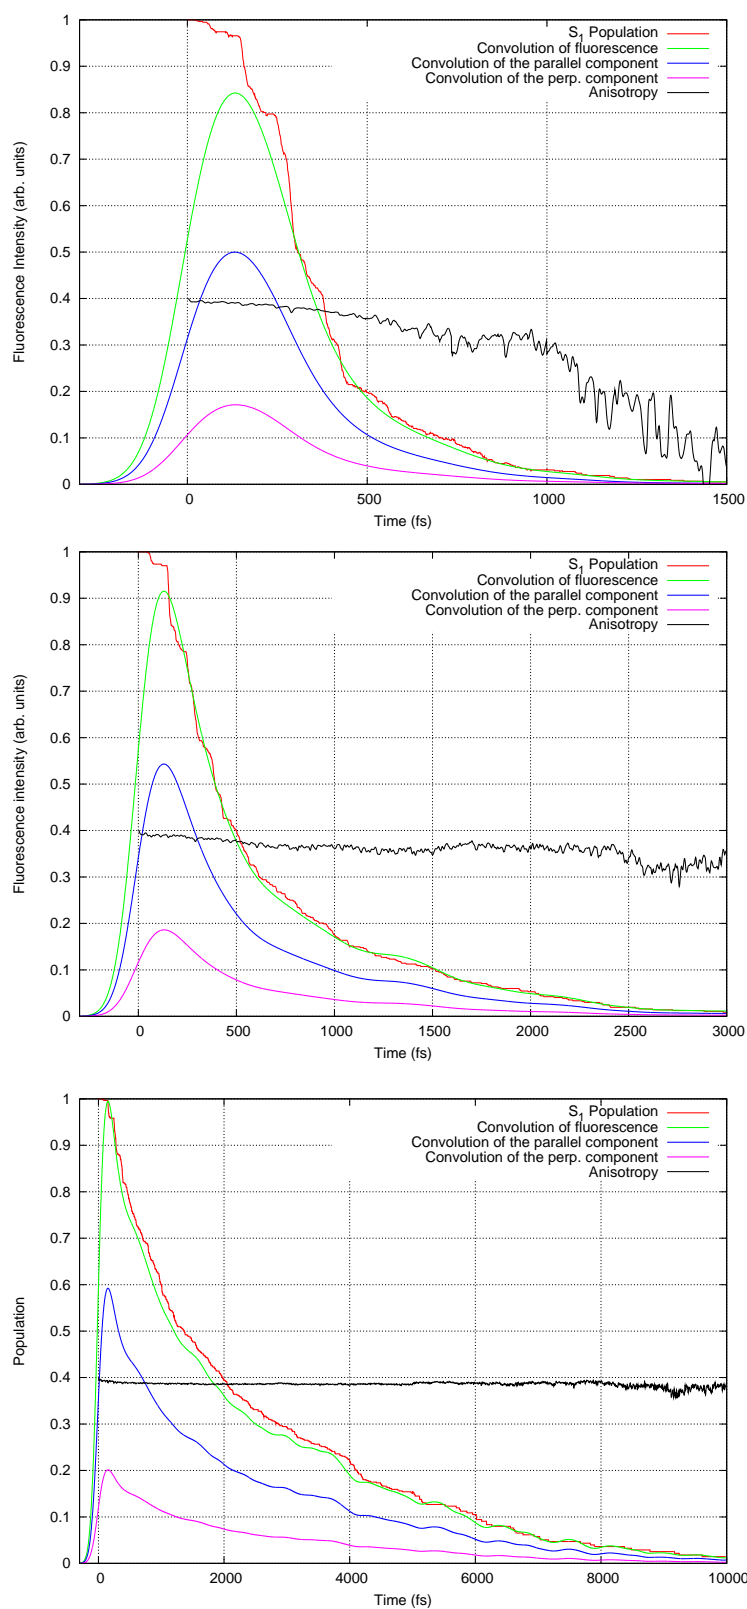 1
0.9
0.8
0.7
0.6
0.5
0.4
0.3
0.2
0.1
0
Fluorescence Intensity (arb. units)
S1 Population
Convolution of fluorescence
Convolution of the parallel component
Convolution of the perp. component
Anisotropy
0 500 1000 1500
Time (fs)
1
0.9
0.8
0.7
0.6
0.5
0.4
0.3
0.2
0.1
0
Fluorescence intensity (arb. units)
S1 Population
Convolution of fluorescence
Convolution of the parallel component
Convolution of the perp. component
Anisotropy
0 500 1000 1500 2000 2500 3000
Time (fs)
1
0.9
0.8
0.7
0.6
0.5
0.4
0.3
0.2
0.1
0
Population
S1 Population
Convolution of fluorescence
Convolution of the parallel component
Convolution of the perp. component
Anisotropy
0 2000 4000 6000 8000 10000
Time (fs)